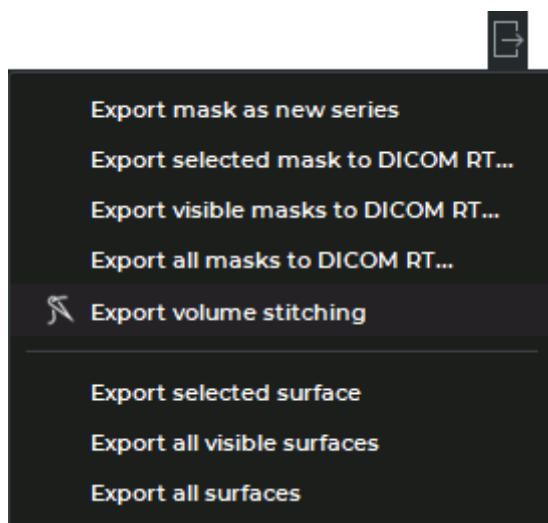 Export mask as new series
Export selected mask to DICOM RT...
Export visible masks to DICOM RT...
Export all masks to DICOM RT...
Export volume stitching
Export selected surface
Export all visible surfaces
Export all surfaces